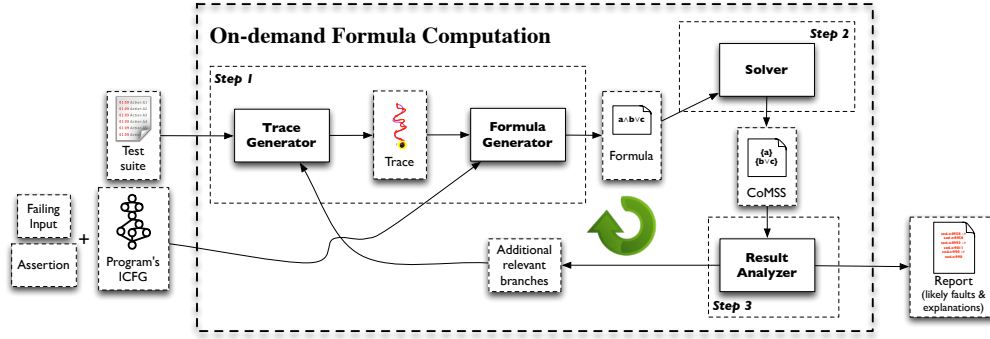 On-demand Formula Computation
Step 1
Step 2
Solver
Test
suite
Trace
Generator
Trace
Formula
Generator
a∧b∨c
Formula
{a}
{b∨c}
CoMSS
Failing
Input
+
Assertion
Program's
ICFG
Additional
relevant
branches
Result
Analyzer
Step 3
Report
(likely faults &
explanations)